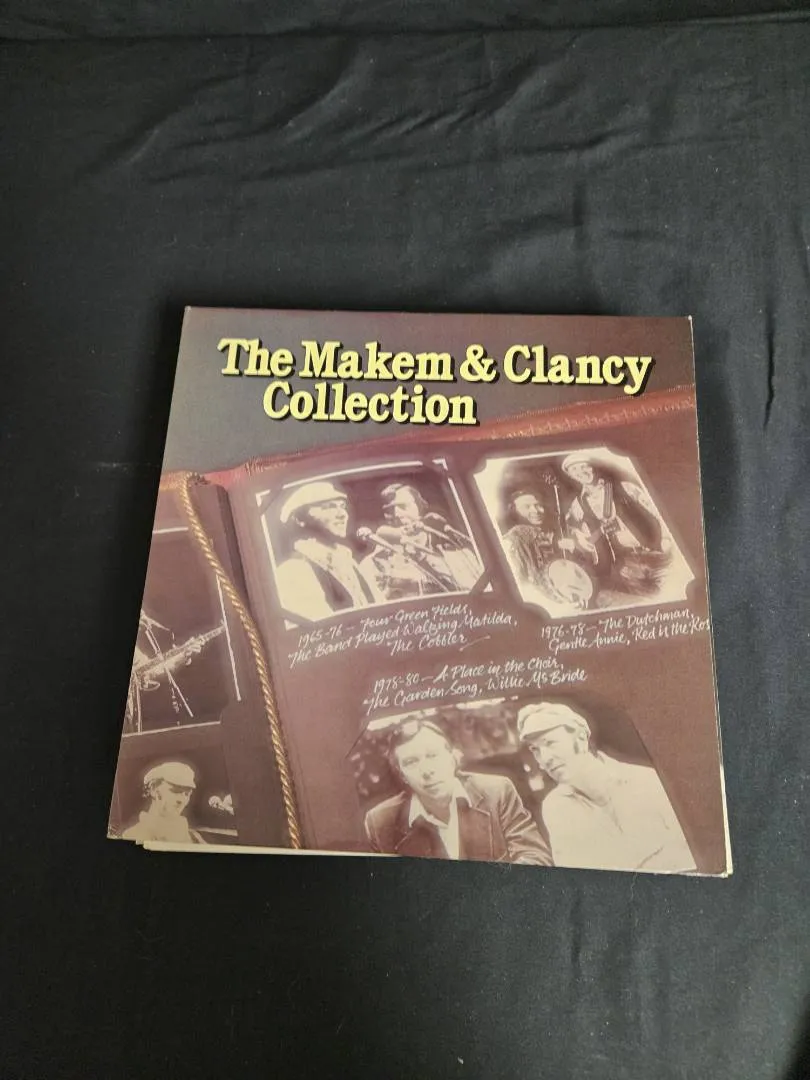 The Makem & Clancy
Collection
1965-76 – Four Green Fields,
The Band Played Waltzing Matilda,
The Cobbler
1976-78 – The Dutchman,
Gentle Annie, Red is the Ros
1978-80 – A Place in the Choir,
The Garden Song, Willie McBride